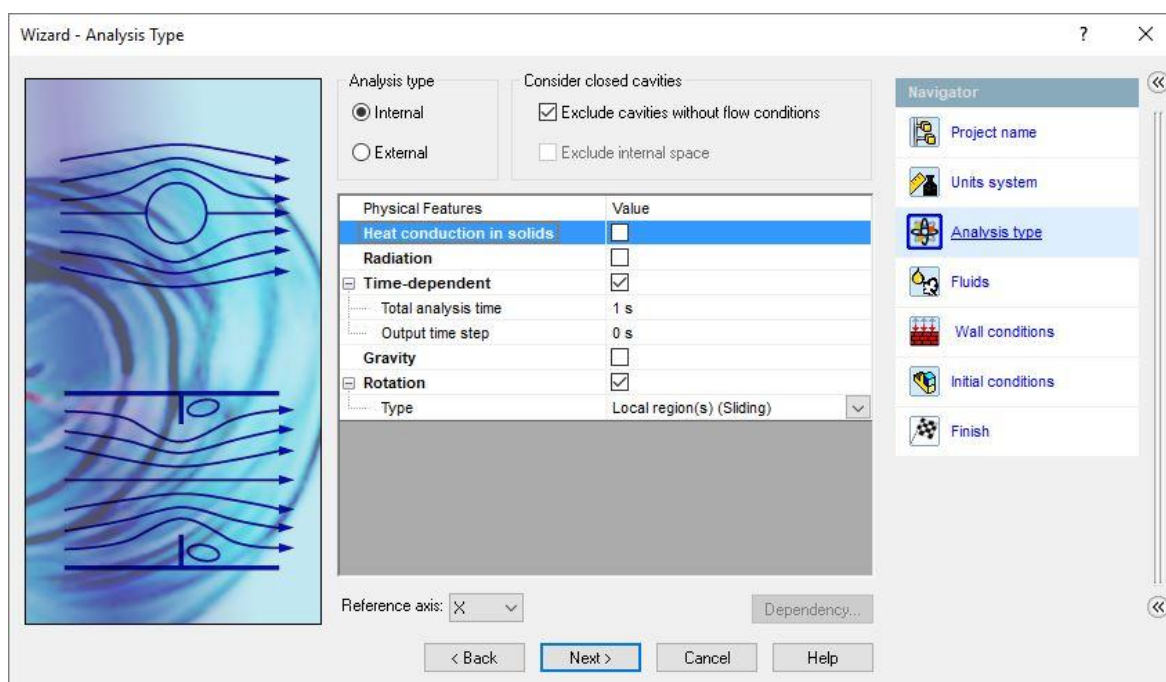 Wizard - Analysis Type
?
Analysis type
Internal
External
Consider closed cavities
Exclude cavities without flow conditions
Exclude internal space
Physical Features Value
Heat conduction in solids
Radiation
Time-dependent
Total analysis time 1 s
Output time step 0 s
Gravity
Rotation
Type Local region(s) (Sliding)
Reference axis: X
Dependency...
< Back
Next >
Cancel
Help
Navigator
Project name
Units system
Analysis type
Fluids
Wall conditions
Initial conditions
Finish